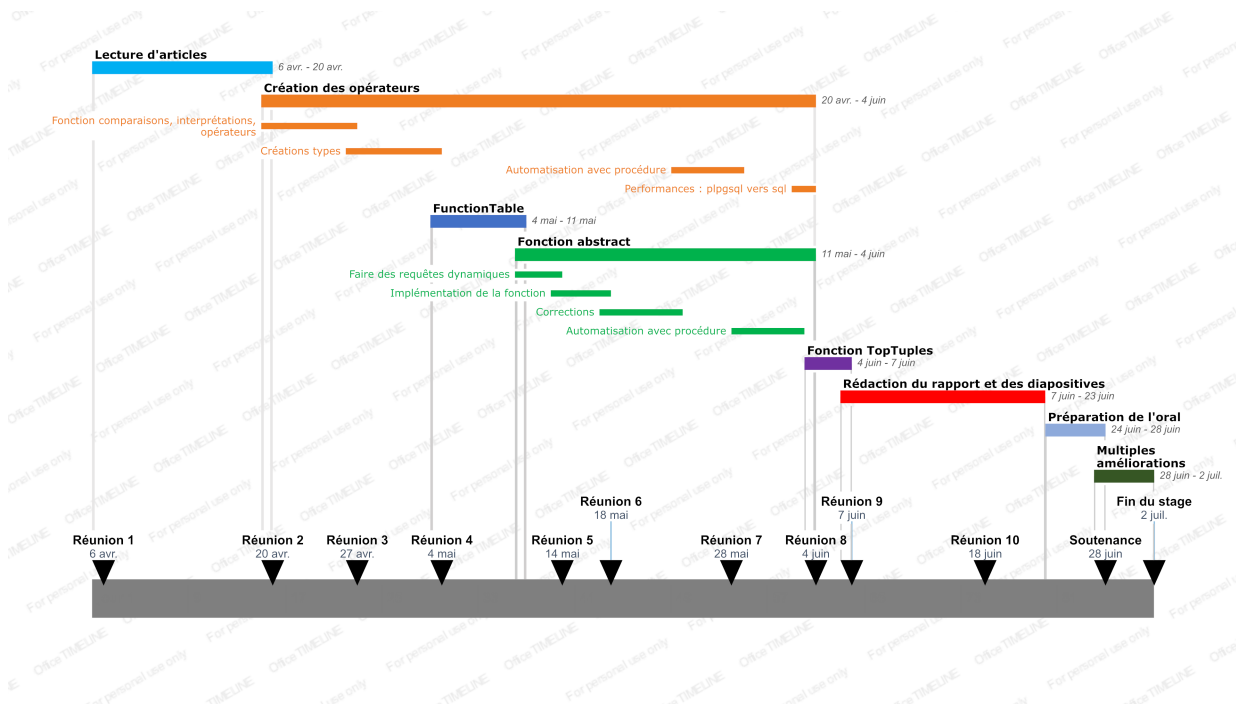 Lecture d'articles
6 avr. - 20 avr.
Création des opérateurs
20 avr. - 4 juin
Fonction comparaisons, interprétations,
opérateurs
Créations types
Automatisation avec procédure
Performances : plpgsql vers sql
FunctionTable
4 mai - 11 mai
Fonction abstract
11 mai - 4 juin
Faire des requêtes dynamiques
Implémentation de la fonction
Corrections
Automatisation avec procédure
Fonction TopTuples
4 juin - 7 juin
Rédaction du rapport et des diapositives
7 juin - 23 juin
Préparation de l'oral
24 juin - 28 juin
Multiples
améliorations
28 juin - 2 juil.
Réunion 6
18 mai
Réunion 9
7 juin
Fin du stage
2 juil.
Réunion 1
6 avr.
Réunion 2
20 avr.
Réunion 3
27 avr.
Réunion 4
4 mai
Réunion 5
14 mai
Réunion 7
28 mai
Réunion 8
4 juin
Réunion 10
18 juin
Soutenance
28 juin
For personal use only
Office TIMELINE